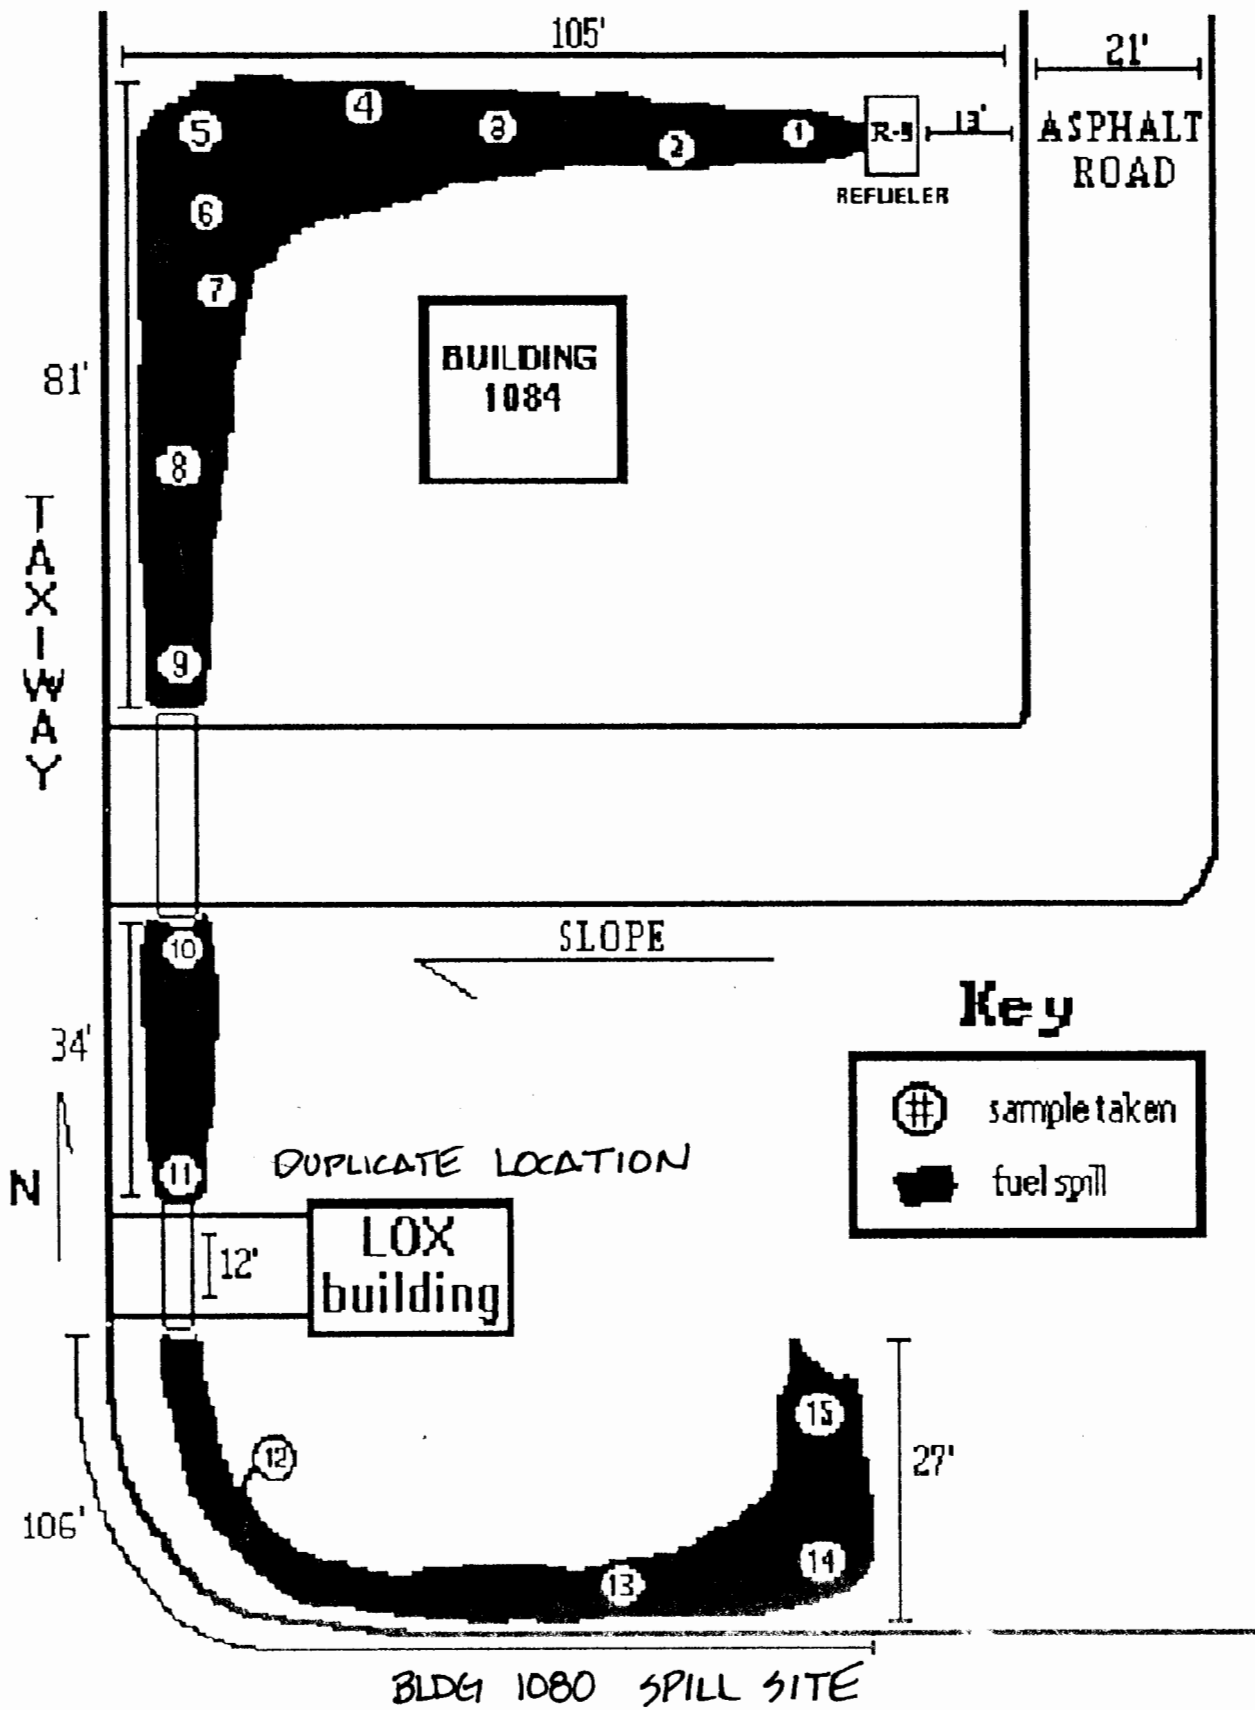 105'
21'
ASPHALT
ROAD
4
3
5
2
1
R-9
13'
REFUELER
6
7
BUILDING
1084
81'
8
TAXIWAY
9
10
SLOPE
Key
# sample taken
fuel spill
34'
N
11
DUPLICATE LOCATION
LOX
building
12'
12
15
27'
106'
13
14
BLDG 1080 SPILL SITE